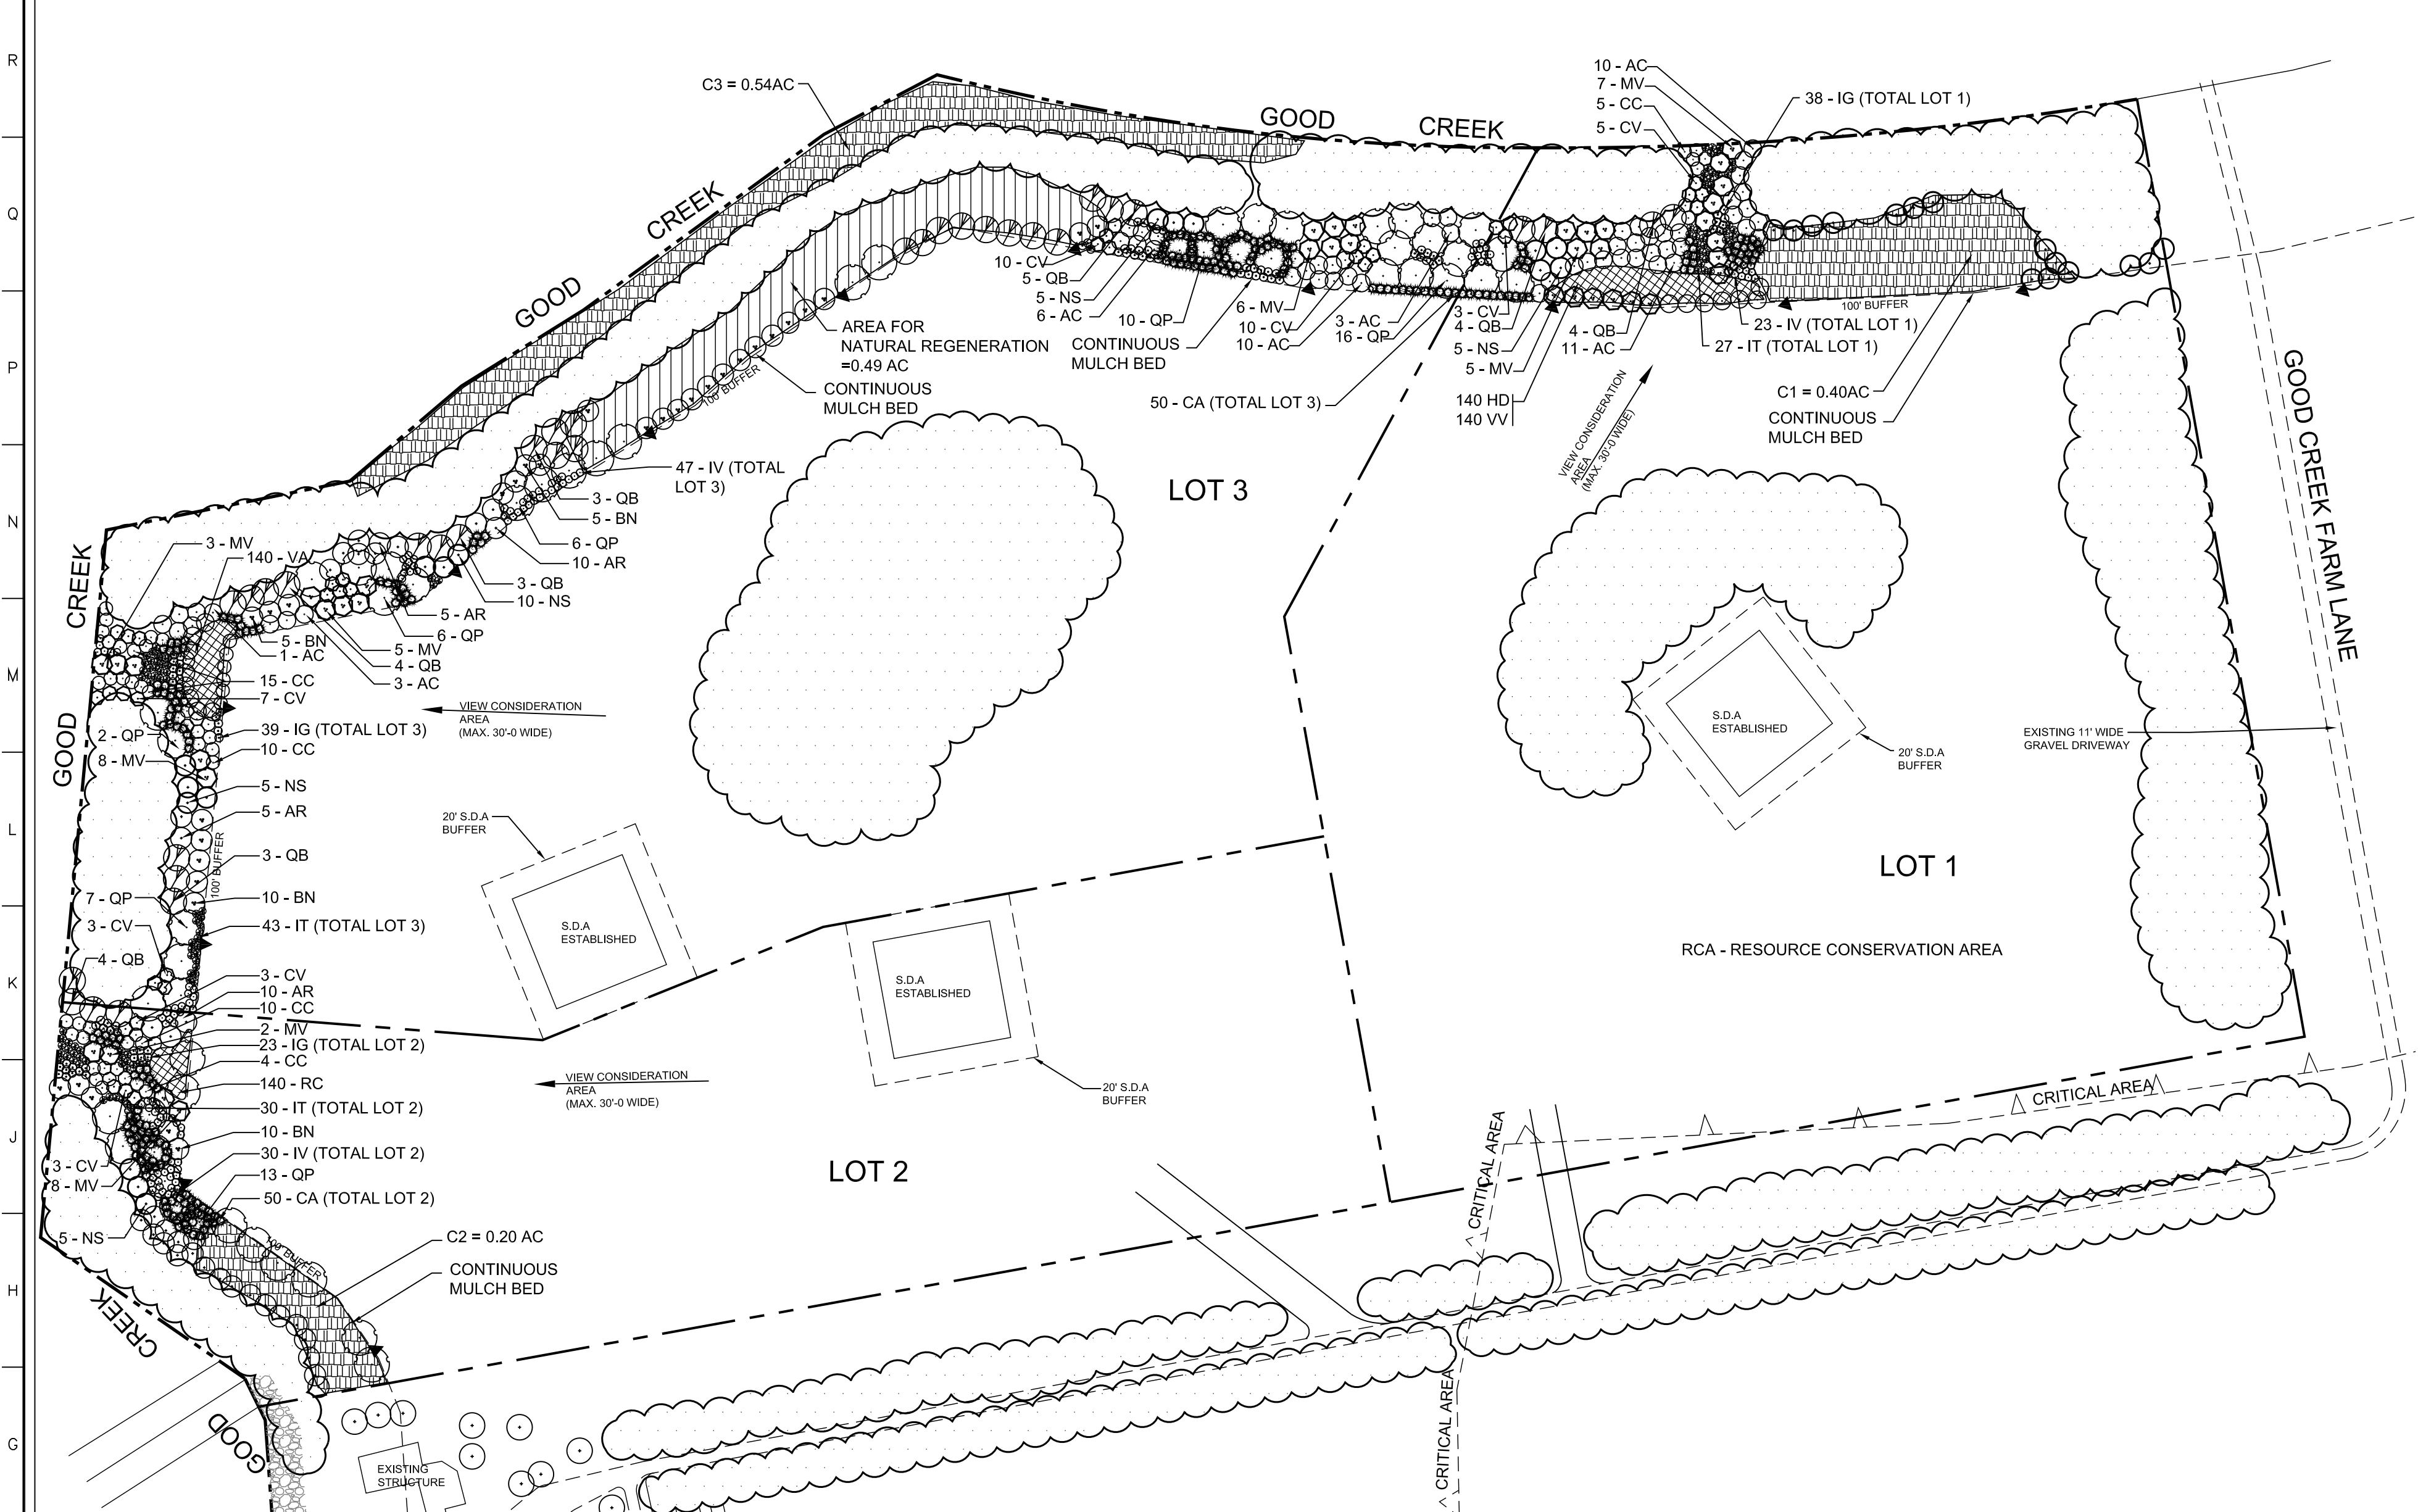 R
Q
P
N
M
L
K
J
H
G
C3 = 0.54AC
GOOD
CREEK
10 - AC
7 - MV
5 - CC
5 - CV
38 - IG (TOTAL LOT 1)
CREEK
GOOD
10 - CV
5 - QB
5 - NS
6 - AC
10 - QP
CONTINUOUS
MULCH BED
6 - MV
10 - CV
10 - AC
3 - AC
16 - QP
3 - CV
4 - QB
5 - NS
5 - MV
4 - QB
11 - AC
140 HD
140 VV
50 - CA (TOTAL LOT 3)
100' BUFFER
23 - IV (TOTAL LOT 1)
27 - IT (TOTAL LOT 1)
C1 = 0.40AC
CONTINUOUS
MULCH BED
VIEW CONSIDERATION
AREA
(MAX. 30'-0 WIDE)
AREA FOR
NATURAL REGENERATION
=0.49 AC
CONTINUOUS
MULCH BED
100' BUFFER
47 - IV (TOTAL
LOT 3)
3 - QB
5 - BN
6 - QP
10 - AR
3 - QB
10 - NS
5 - AR
6 - QP
5 - MV
4 - QB
3 - AC
5 - BN
1 - AC
3 - MV
140 - VA
CREEK
GOOD
15 - CC
7 - CV
39 - IG (TOTAL LOT 3)
10 - CC
2 - QP
8 - MV
5 - NS
5 - AR
3 - QB
100' BUFFER
10 - BN
7 - QP
43 - IT (TOTAL LOT 3)
3 - CV
4 - QB
3 - CV
10 - AR
10 - CC
2 - MV
23 - IG (TOTAL LOT 2)
4 - CC
140 - RC
30 - IT (TOTAL LOT 2)
10 - BN
30 - IV (TOTAL LOT 2)
13 - QP
50 - CA (TOTAL LOT 2)
3 - CV
8 - MV
5 - NS
100' BUFFER
C2 = 0.20 AC
CONTINUOUS
MULCH BED
CREEK
GOOD
EXISTING
STRUCTURE
VIEW CONSIDERATION
AREA
(MAX. 30'-0 WIDE)
VIEW CONSIDERATION
AREA
(MAX. 30'-0 WIDE)
20' S.D.A
BUFFER
S.D.A
ESTABLISHED
S.D.A
ESTABLISHED
20' S.D.A
BUFFER
S.D.A
ESTABLISHED
20' S.D.A
BUFFER
LOT 3
LOT 1
LOT 2
RCA - RESOURCE CONSERVATION AREA
EXISTING 11' WIDE
GRAVEL DRIVEWAY
GOOD CREEK FARM LANE
CRITICAL AREA
CRITICAL AREA
CRITICAL AREA